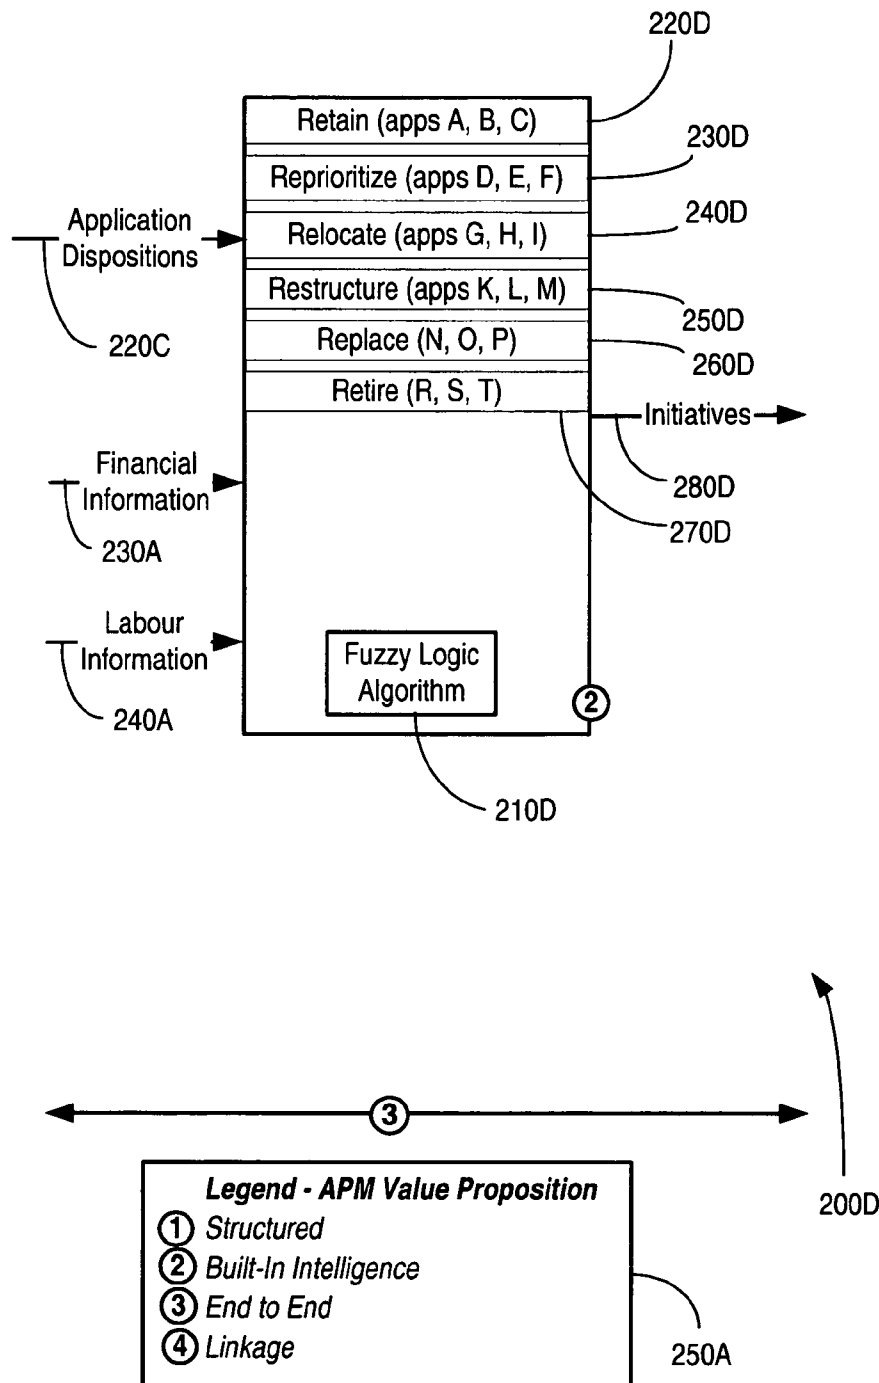 220D
Retain (apps A, B, C)
230D
Reprioritize (apps D, E, F)
240D
Application
Dispositions
Relocate (apps G, H, I)
Restructure (apps K, L, M)
250D
220C
Replace (N, O, P)
260D
Retire (R, S, T)
Initiatives
Financial
Information
280D
270D
230A
Labour
Information
Fuzzy Logic
Algorithm
2
240A
210D
3
200D
Legend - APM Value Proposition
1 Structured
2 Built-In Intelligence
3 End to End
4 Linkage
250A